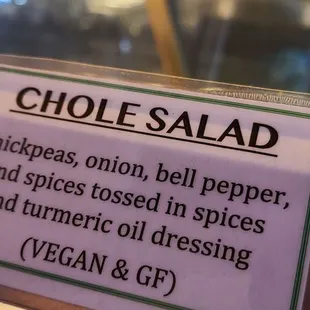 CHOLE SALAD
hickpeas, onion, bell pepper,
nd spices tossed in spices
nd turmeric oil dressing
(VEGAN & GF)